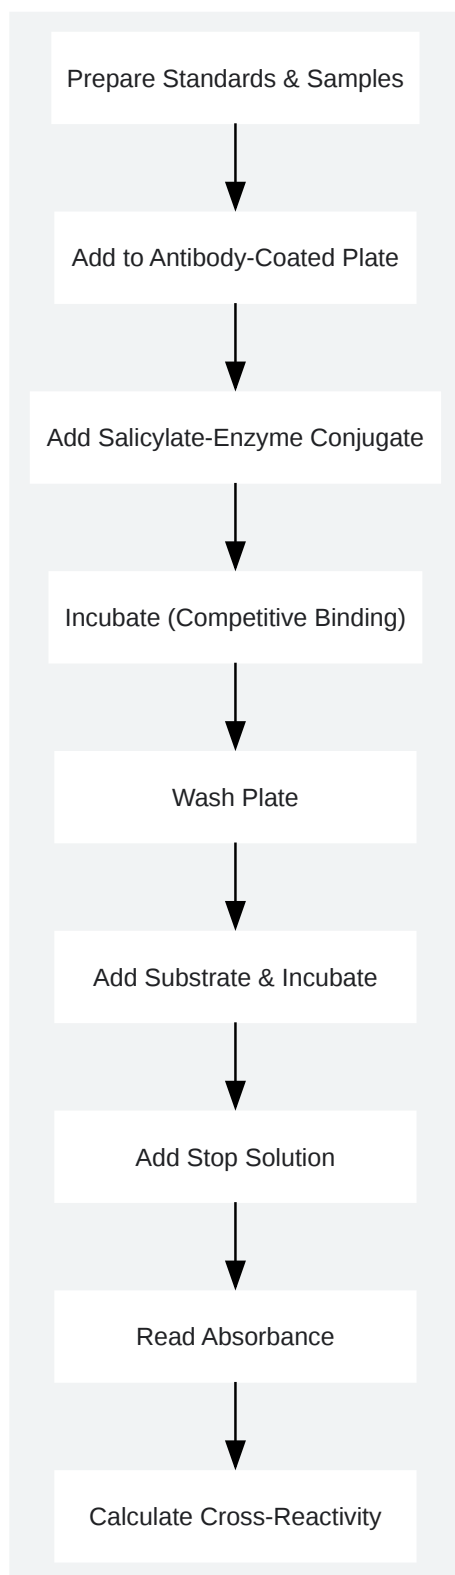 Prepare Standards & Samples
Add to Antibody-Coated Plate
Add Salicylate-Enzyme Conjugate
Incubate (Competitive Binding)
Wash Plate
Add Substrate & Incubate
Add Stop Solution
Read Absorbance
Calculate Cross-Reactivity